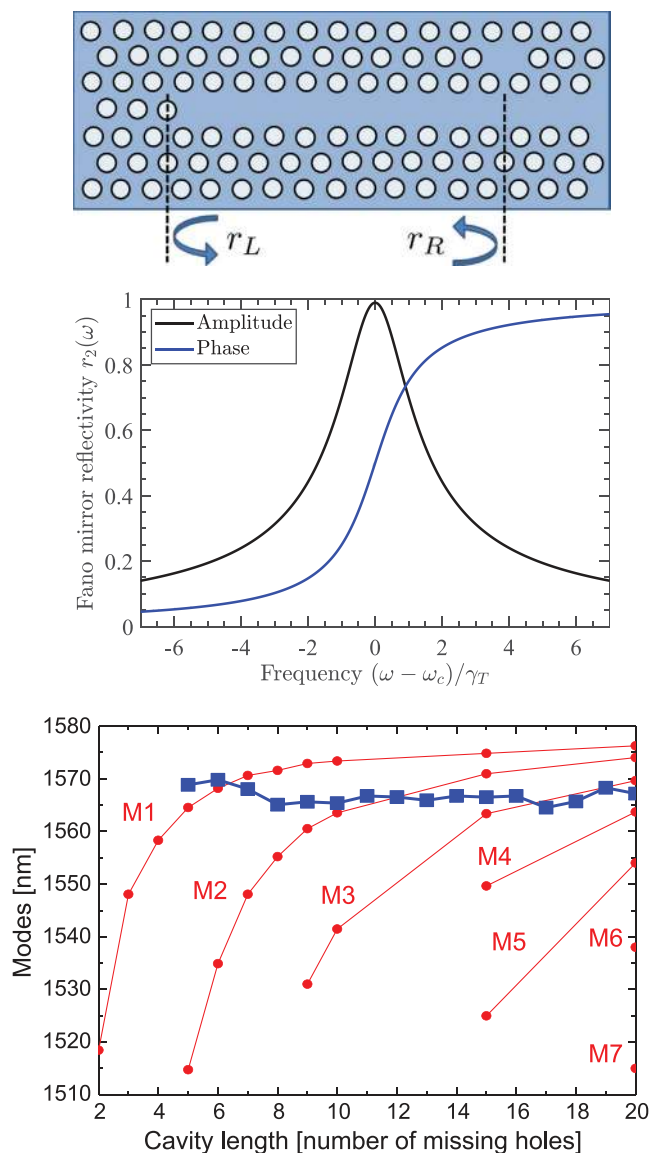 r_L
r_R
Fano mirror reflectivity r_2(ω)
1
0.8
0.6
0.4
0.2
0
Amplitude
Phase
-6 -4 -2 0 2 4 6
Frequency (ω − ω_c)/γ_T
Modes [nm]
1580
1570
1560
1550
1540
1530
1520
1510
M1
M2
M3
M4
M5
M6
M7
2 4 6 8 10 12 14 16 18 20
Cavity length [number of missing holes]